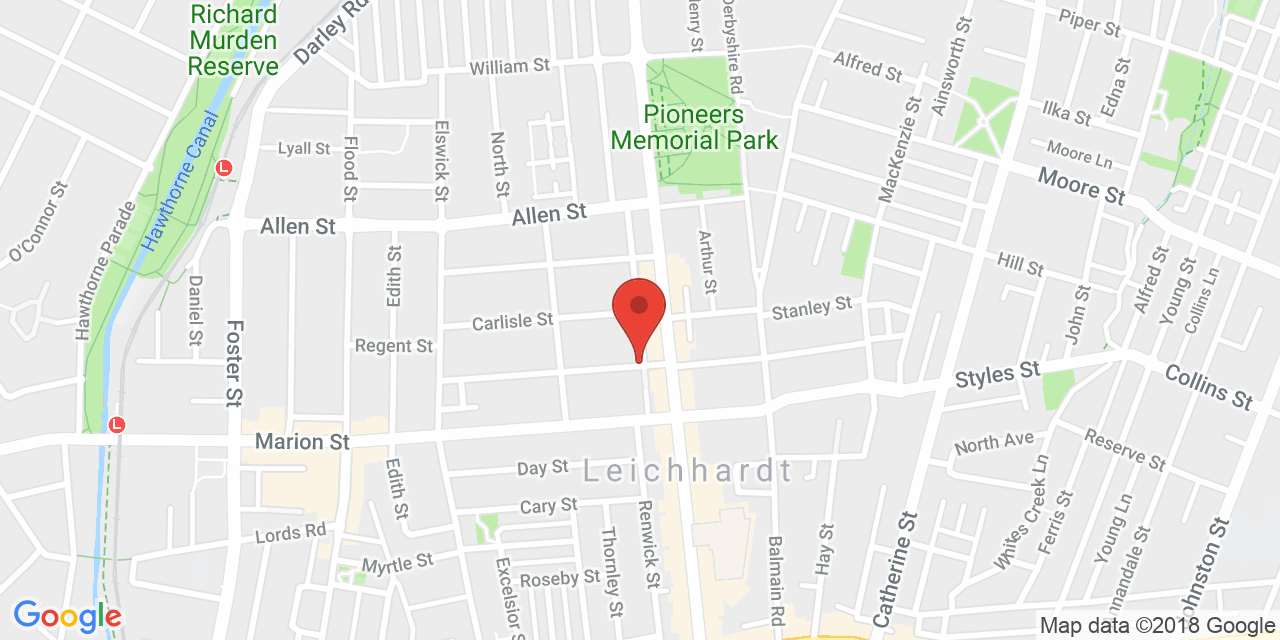 Richard
Murden
Reserve
Darley Rd
William St
Henry St
Derbyshire Rd
Alfred St
Ainsworth St
Piper St
Edna St
Ilka St
Pioneers
Memorial Park
Hawthorne Canal
Lyall St
Flood St
Elswick St
North St
MacKenzie St
Moore Ln
Moore St
O'Connor St
Hawthorne Parade
Allen St
Allen St
Arthur St
Hill St
Alfred St
Young St
Collins Ln
Daniel St
Edith St
John St
Foster St
Carlisle St
Stanley St
Regent St
Styles St
Collins St
Marion St
North Ave
Reserve St
Edith St
Day St
Leichhardt
Whites Creek Ln
Ferris St
Young Ln
Annandale St
Johnston St
Cary St
Renwick St
Lords Rd
Thornley St
Myrtle St
Excelsior S
Roseby St
Balmain Rd
Hay St
Catherine St
L
L
Google
Map data ©2018 Google